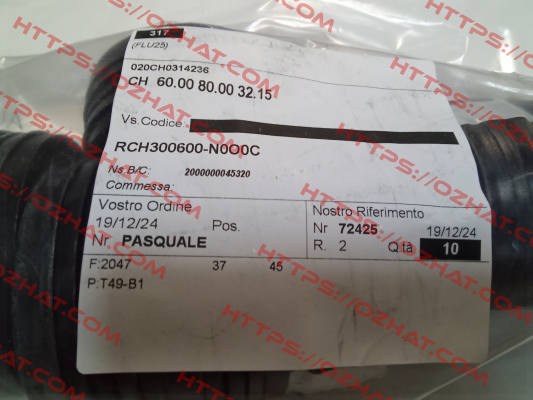 317
(FLU25)
020CH0314236
CH 60.00 80.00 32.15
Vs.Codice
RCH300600-N0O0C
Ns.B/C: 2000000045320
Commessa:
Vostro Ordine
19/12/24 Pos.
Nr. PASQUALE
Nostro Riferimento
Nr 72425 19/12/24
R. 2 Q.tà 10
F:2047 37 45
P:T49-B1
HTTPS://OZHAT.COM